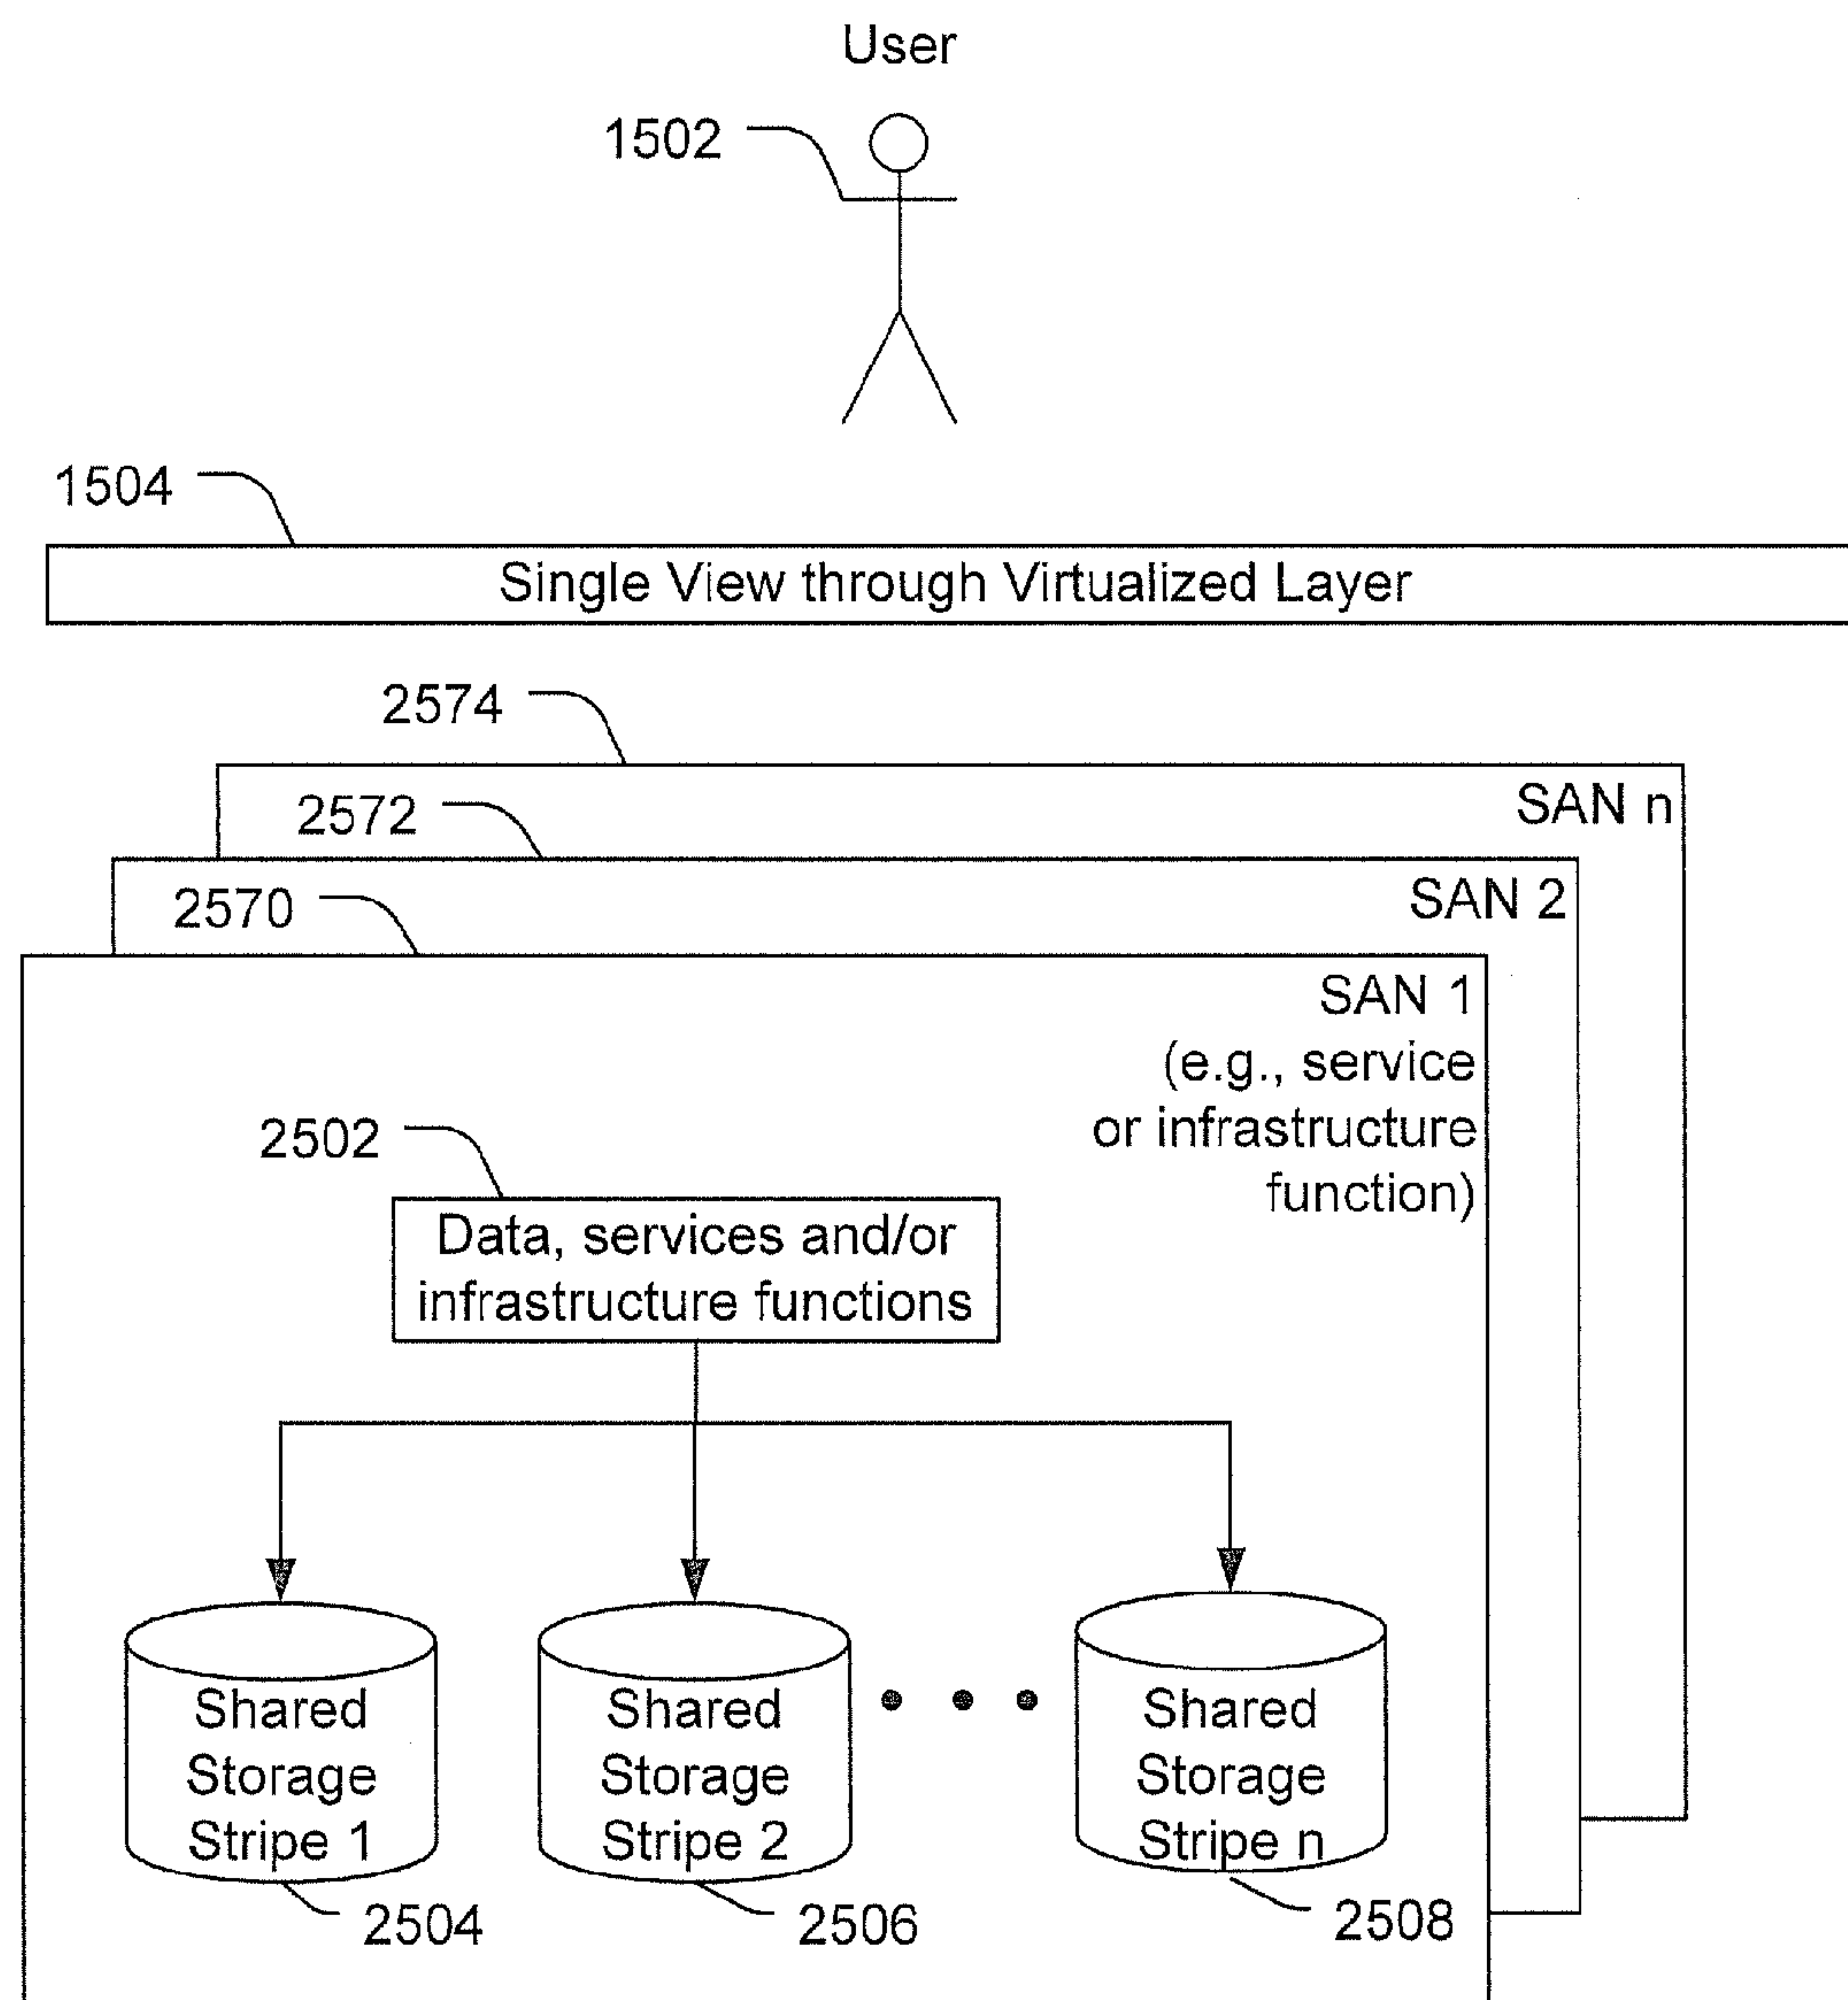 User
1502
1504
Single View through Virtualized Layer
2574
SAN n
2572
SAN 2
2570
SAN 1
(e.g., service
or infrastructure
function)
2502
Data, services and/or
infrastructure functions
Shared
Storage
Stripe 1
Shared
Storage
Stripe 2
Shared
Storage
Stripe n
2504
2506
2508